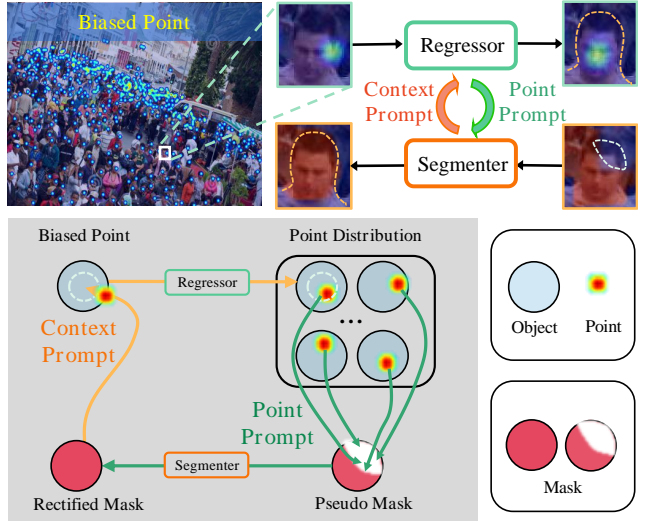 Biased Point
Regressor
Context
Prompt
Point
Prompt
Segmenter
Biased Point
Point Distribution
Regressor
...
Context
Prompt
Point
Prompt
Segmenter
Rectified Mask
Pseudo Mask
Object
Point
Mask